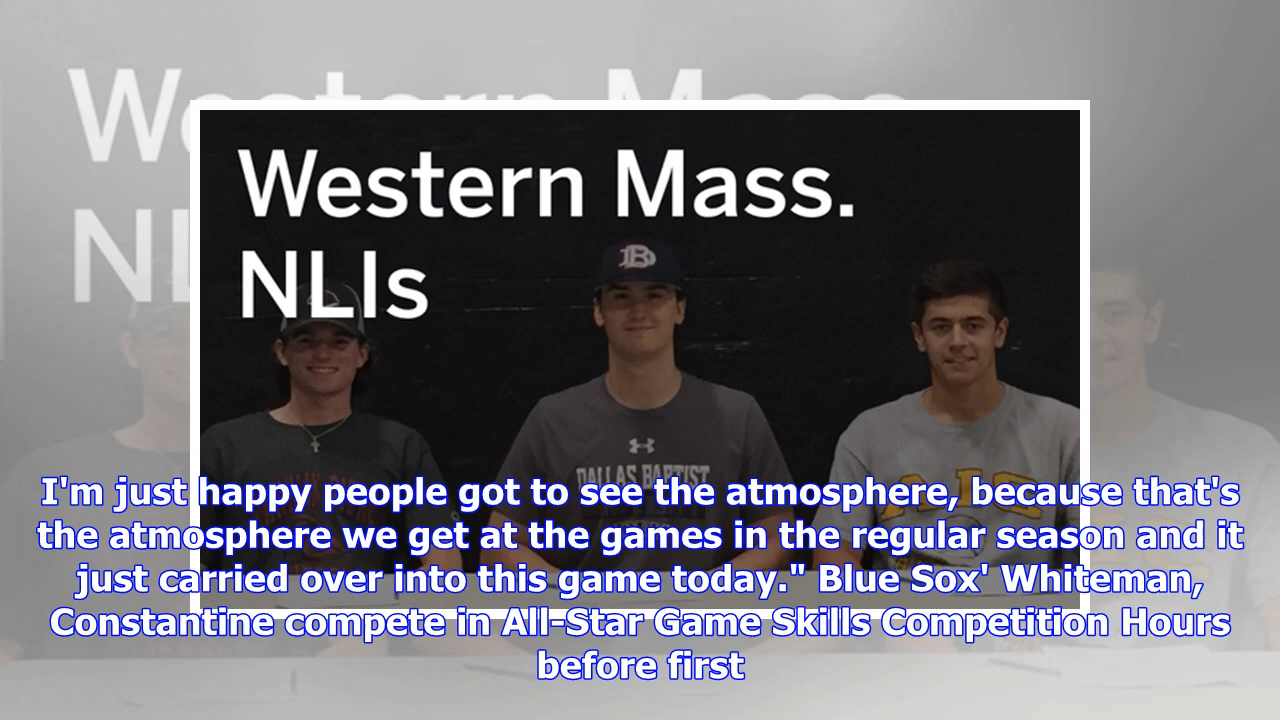 Western Mass.
NLIs
DALLAS BAPTIST
AIC
I'm just happy people got to see the atmosphere, because that's
the atmosphere we get at the games in the regular season and it
just carried over into this game today." Blue Sox' Whiteman,
Constantine compete in All-Star Game Skills Competition Hours
before first